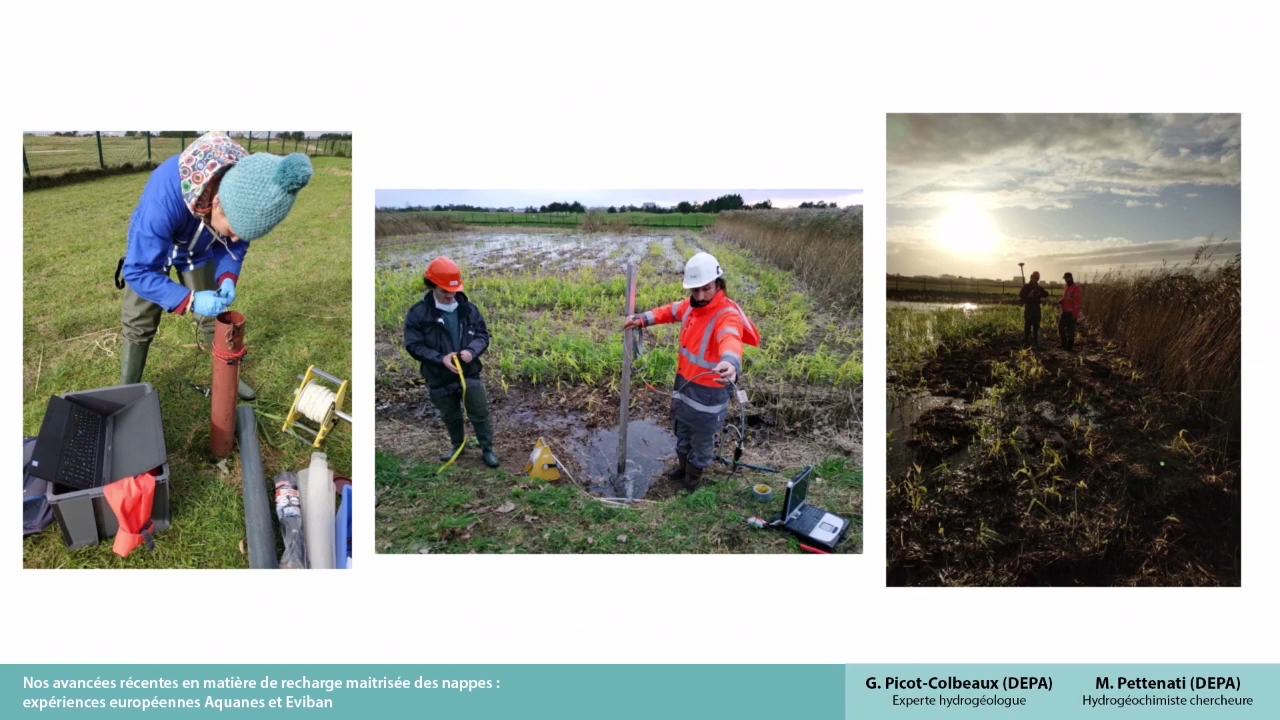 Nos avancées récentes en matière de recharge maitrisée des nappes :
expériences européennes Aquanes et Eviban
G. Picot-Colbeaux (DEPA)
Experte hydrogéologue
M. Pettenati (DEPA)
Hydrogéochimiste chercheure